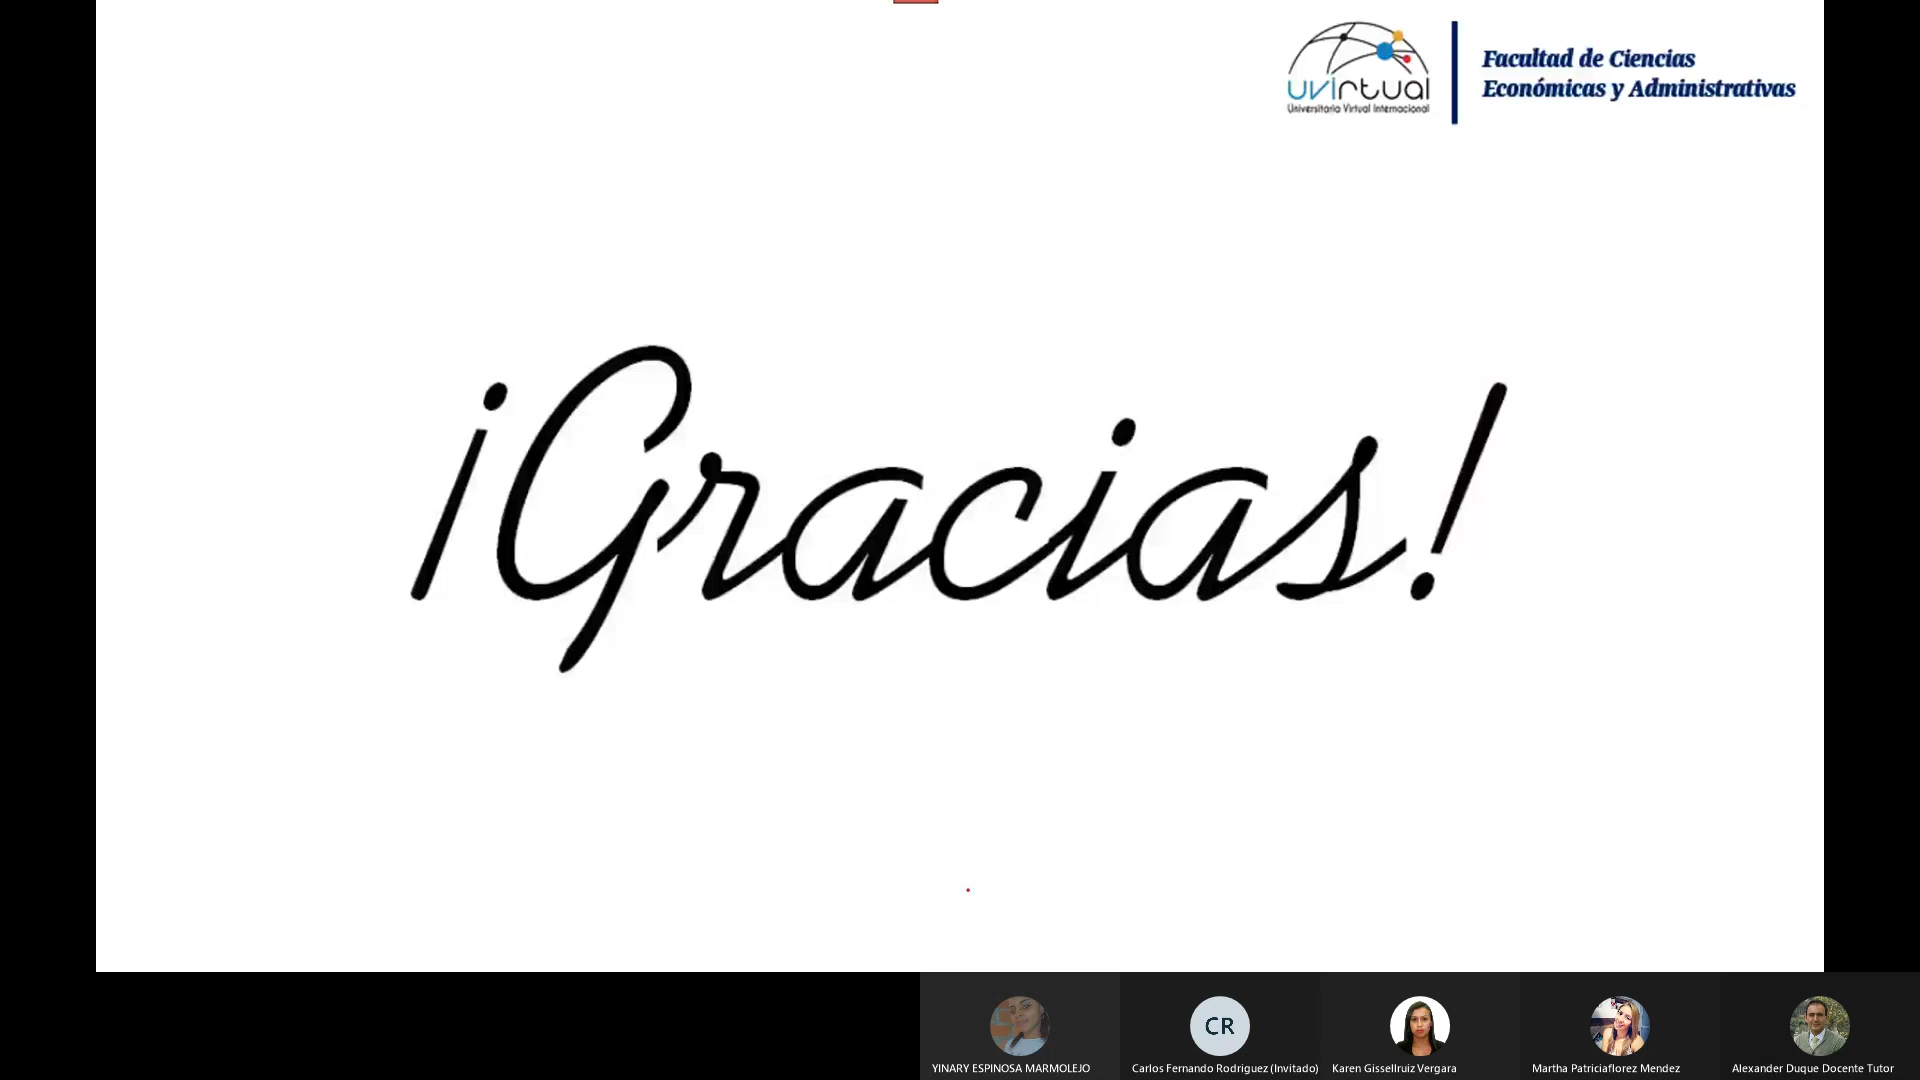 uvirtual
Universitaria Virtual Internacional
Facultad de Ciencias
Económicas y Administrativas
¡Gracias!
CR
YINARY ESPINOSA MARMOLEJO
Carlos Fernando Rodriguez (Invitado)
Karen Gissellruiz Vergara
Martha Patriciaflorez Mendez
Alexander Duque Docente Tutor